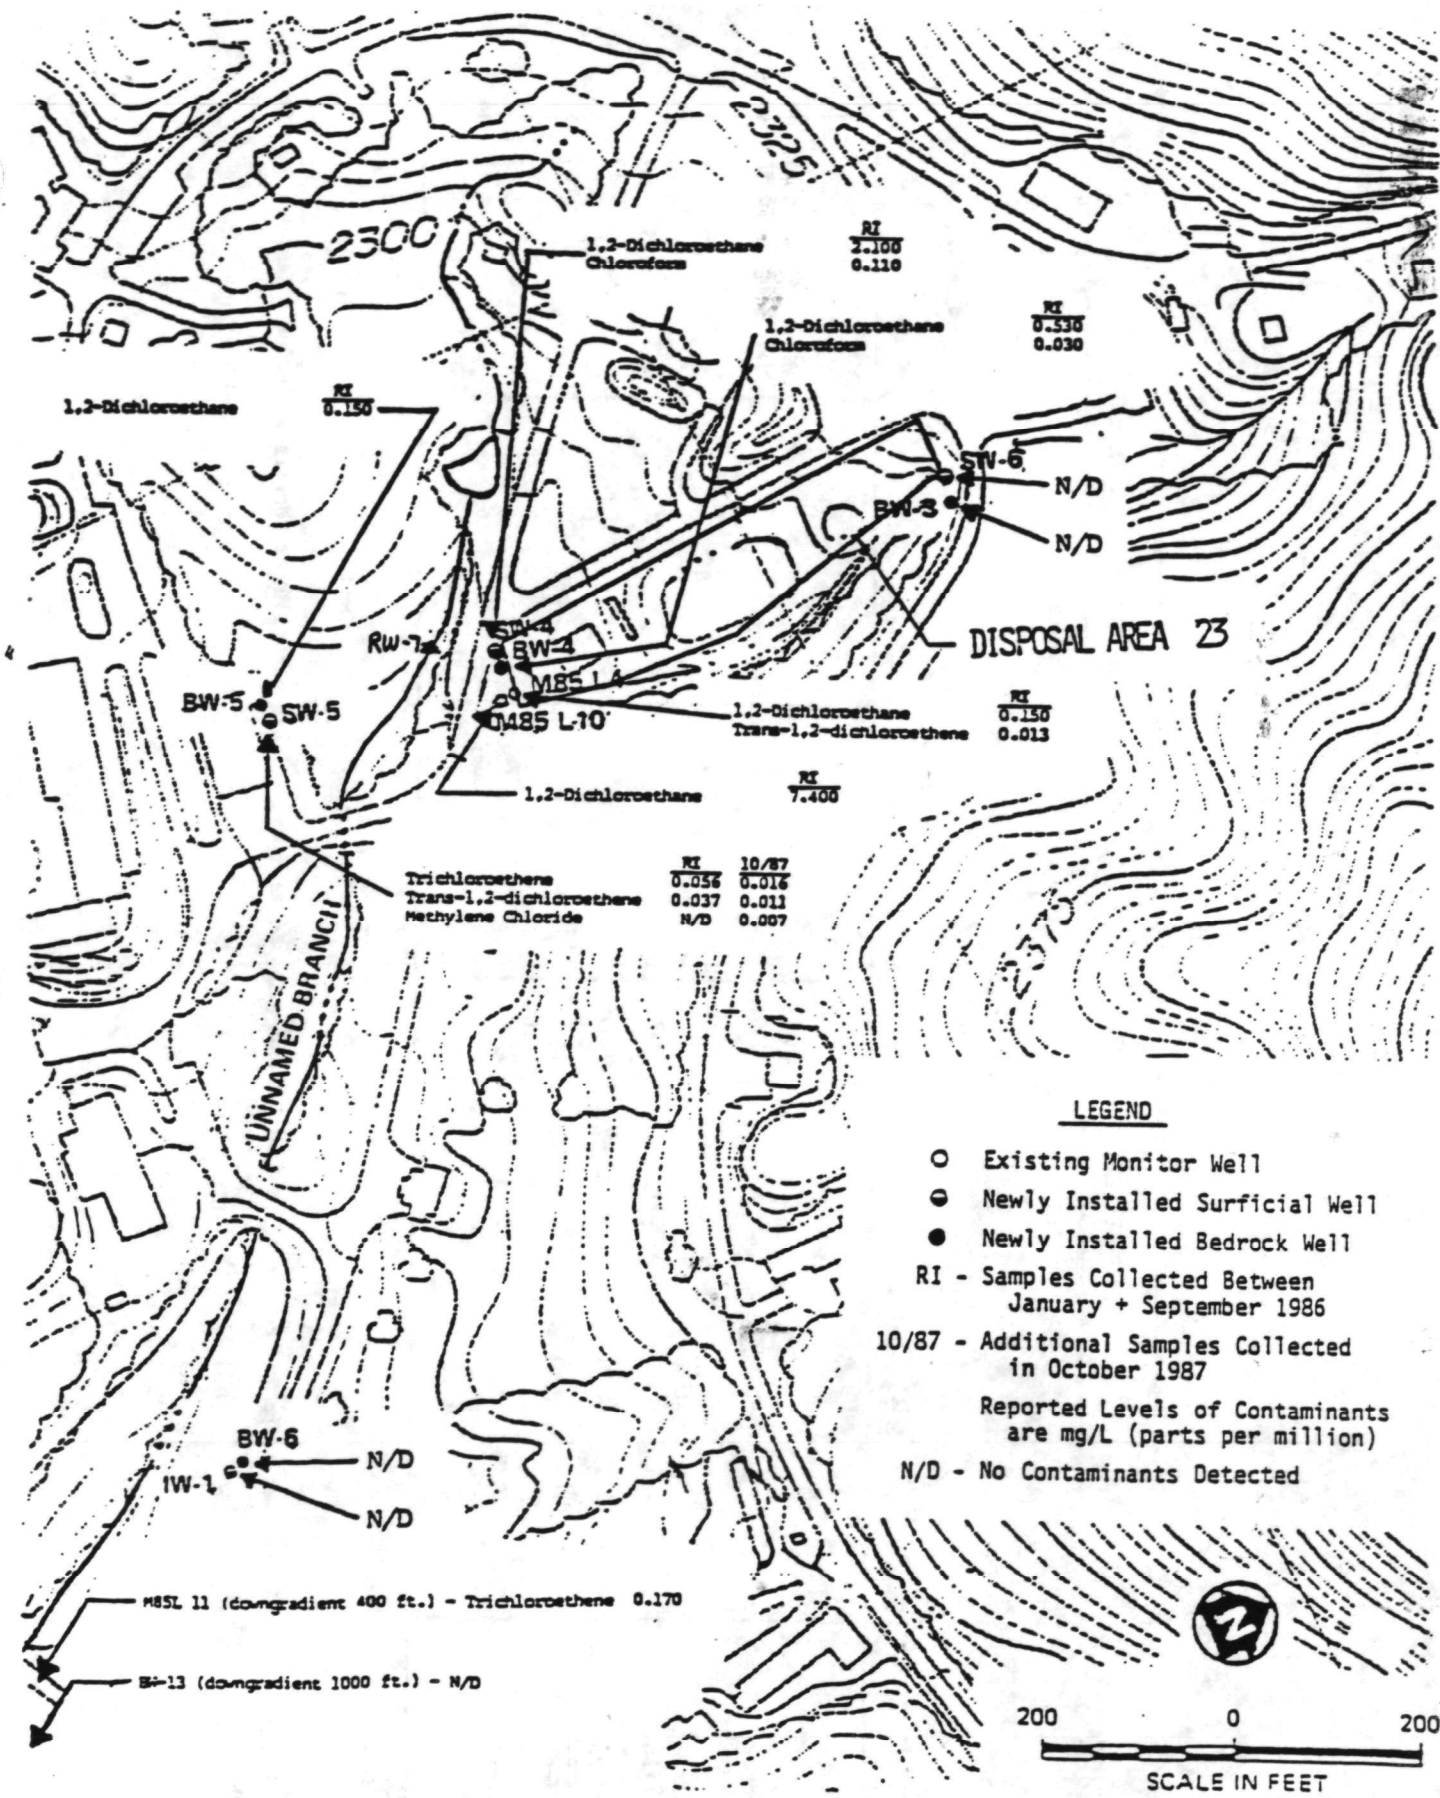 2325
2300
RI
1,2-Dichloroethane 2.100
Chloroform 0.110
RI
1,2-Dichloroethane 0.530
Chloroform 0.030
RI
1,2-Dichloroethane 0.150
SW-6
N/D
BW-3
N/D
SW-4
RW-7
BW-4
DISPOSAL AREA 23
M85 L4
BW-5
SW-5
M85 L-10
RI
1,2-Dichloroethane 0.150
Trans-1,2-dichloroethene 0.013
RI
1,2-Dichloroethane 7.400
RI 10/87
Trichloroethene 0.056 0.016
Trans-1,2-dichloroethene 0.037 0.011
Methylene Chloride N/D 0.007
2375
UNNAMED BRANCH
LEGEND
Existing Monitor Well
Newly Installed Surficial Well
Newly Installed Bedrock Well
RI - Samples Collected Between
January + September 1986
10/87 - Additional Samples Collected
in October 1987
Reported Levels of Contaminants
are mg/L (parts per million)
N/D - No Contaminants Detected
BW-6
N/D
IW-1
N/D
M85L 11 (downgradient 400 ft.) - Trichloroethene 0.170
(downgradient 1000 ft.) - N/D
N
200 0 200
SCALE IN FEET